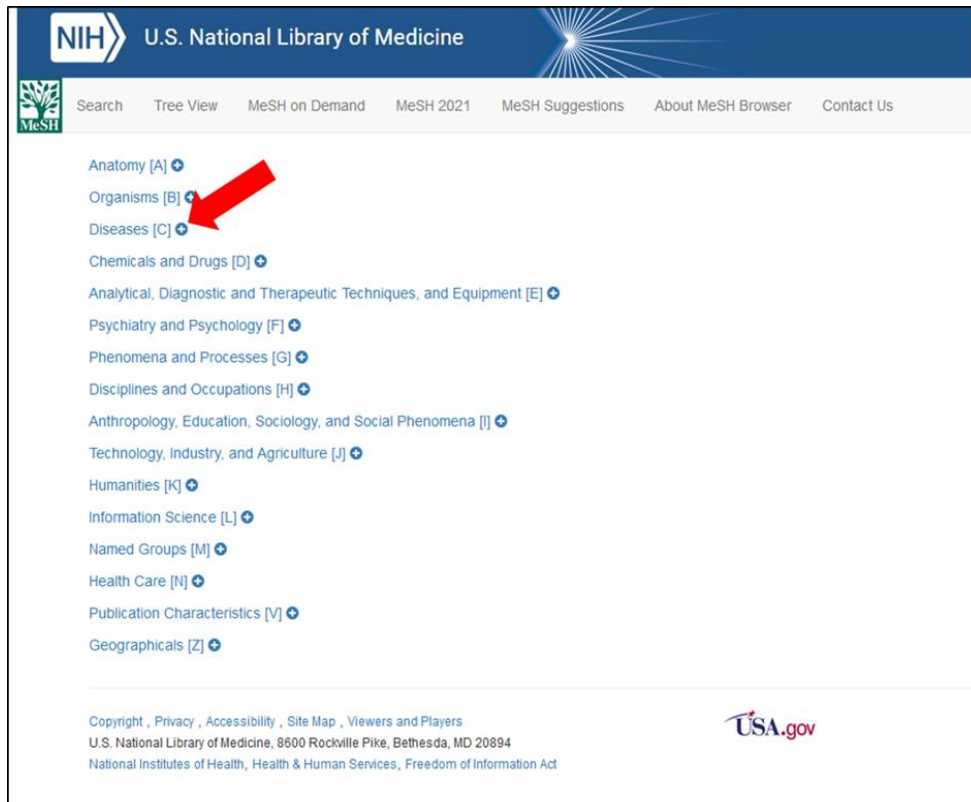 NIH U.S. National Library of Medicine
MeSH Search Tree View MeSH on Demand MeSH 2021 MeSH Suggestions About MeSH Browser Contact Us
Anatomy [A]
Organisms [B]
Diseases [C]
Chemicals and Drugs [D]
Analytical, Diagnostic and Therapeutic Techniques, and Equipment [E]
Psychiatry and Psychology [F]
Phenomena and Processes [G]
Disciplines and Occupations [H]
Anthropology, Education, Sociology, and Social Phenomena [I]
Technology, Industry, and Agriculture [J]
Humanities [K]
Information Science [L]
Named Groups [M]
Health Care [N]
Publication Characteristics [V]
Geographicals [Z]
Copyright , Privacy , Accessibility , Site Map , Viewers and Players
U.S. National Library of Medicine, 8600 Rockville Pike, Bethesda, MD 20894
National Institutes of Health, Health & Human Services, Freedom of Information Act
USA.gov